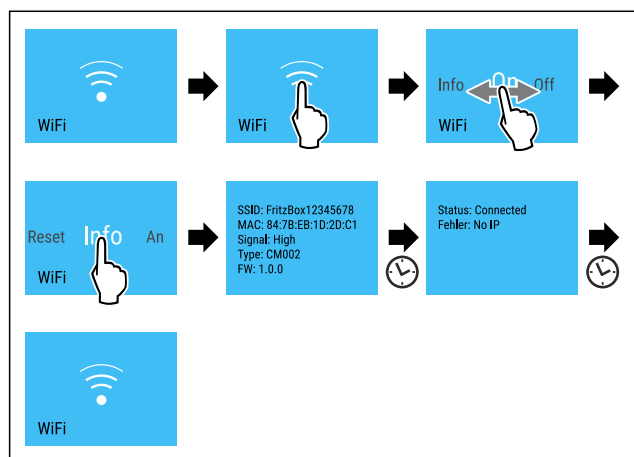 WiFi
WiFi
Info On Off
WiFi
Reset Info An
WiFi
SSID: FritzBox12345678
MAC: 84:7B:EB:1D:2D:C1
Signal: High
Type: CM002
FW: 1.0.0
Status: Connected
Fehler: No IP
WiFi